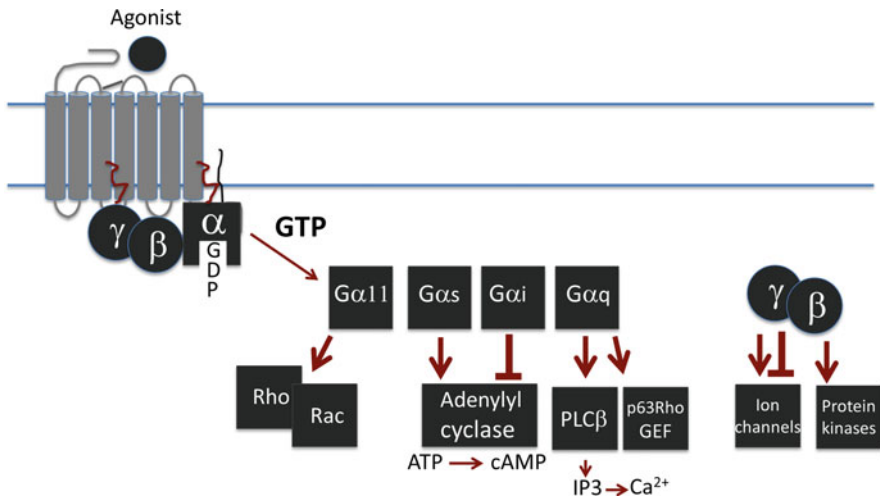 Agonist
γ
β
α
GDP
GTP
Gα11
Gαs
Gαi
Gαq
γ
β
Rho
Rac
Adenylyl
cyclase
PLCβ
p63Rho
GEF
Ion
channels
Protein
kinases
ATP → cAMP
IP3 → Ca²⁺